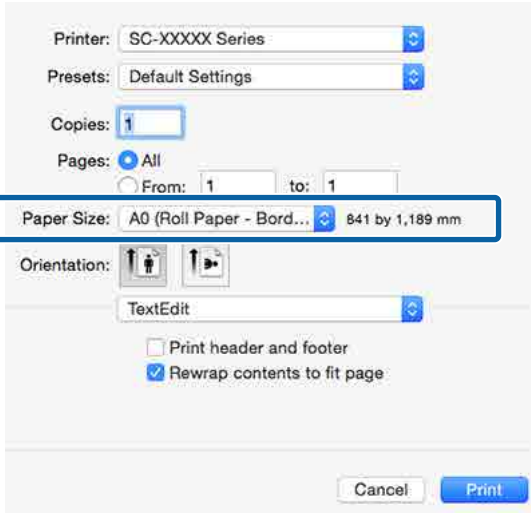 Printer: SC-XXXXX Series
Presets: Default Settings
Copies: 1
Pages: All
From: 1 to: 1
Paper Size: A0 (Roll Paper - Bord... 841 by 1,189 mm
Orientation:
TextEdit
Print header and footer
Rewrap contents to fit page
Cancel Print